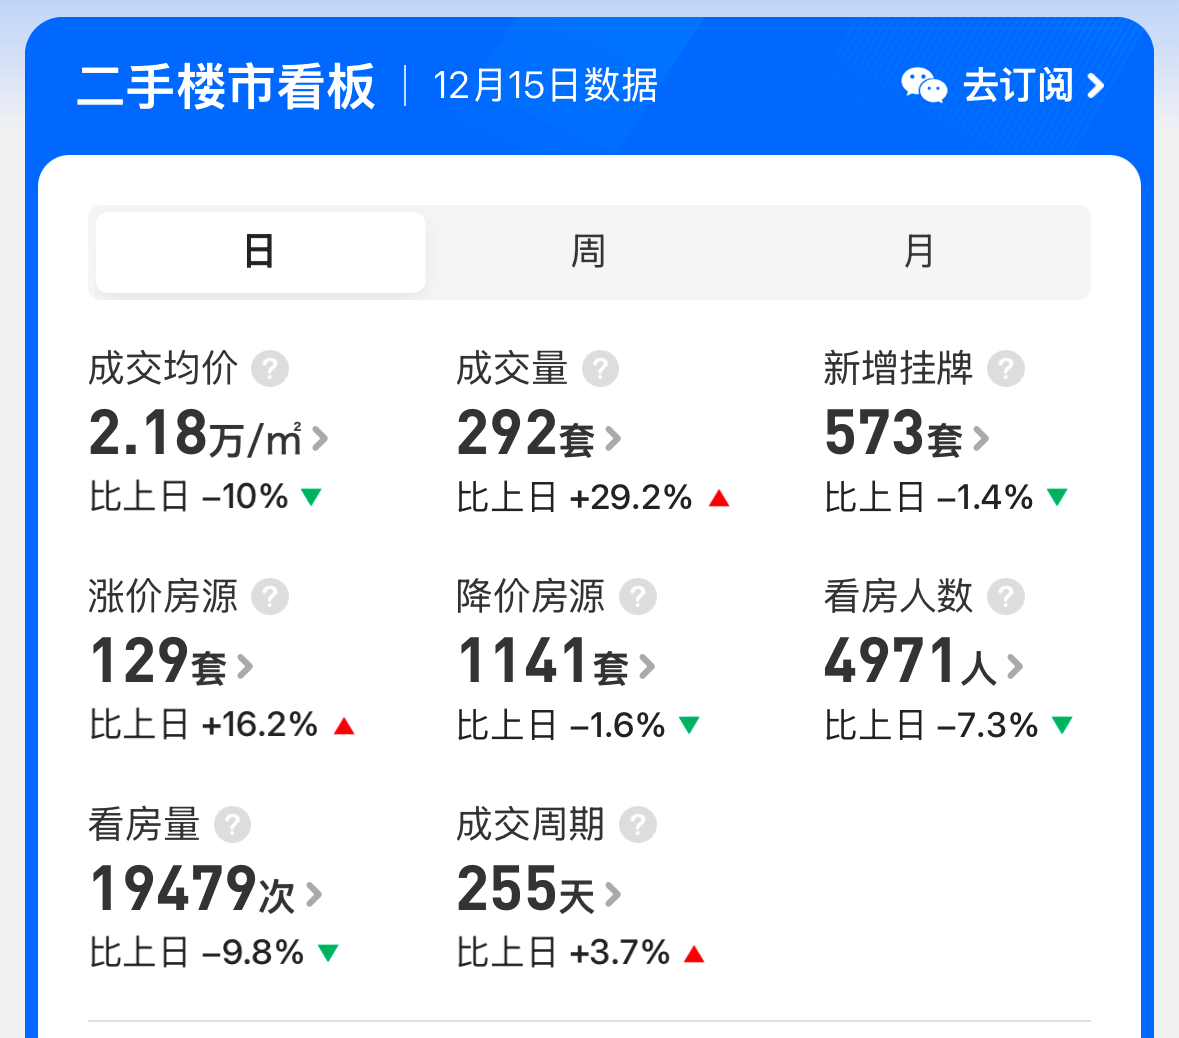 二手楼市看板 | 12月15日数据 去订阅
日 周 月
成交均价 ? 成交量 ? 新增挂牌 ?
2.18万/㎡ 292套 573套
比上日 –10% ▼ 比上日 +29.2% ▲ 比上日 –1.4% ▼
涨价房源 ? 降价房源 ? 看房人数 ?
129套 1141套 4971人
比上日 +16.2% ▲ 比上日 –1.6% ▼ 比上日 –7.3% ▼
看房量 ? 成交周期 ?
19479次 255天
比上日 –9.8% ▼ 比上日 +3.7% ▲